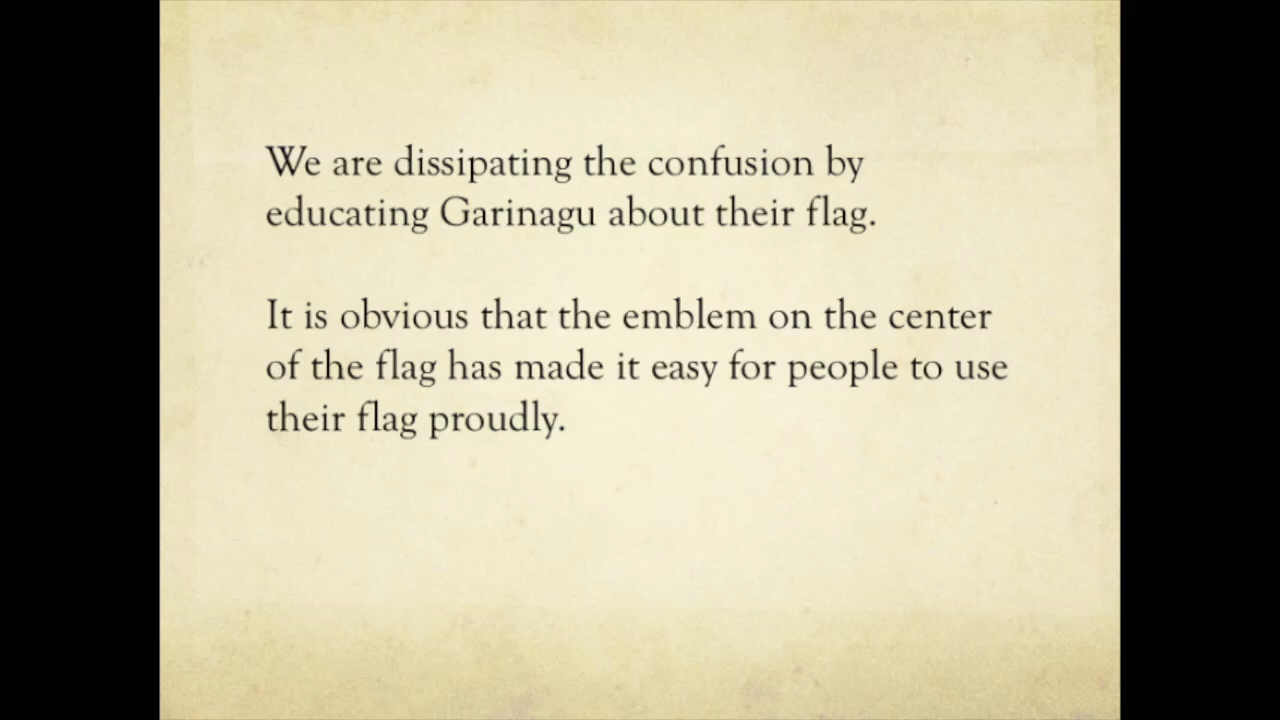 We are dissipating the confusion by
educating Garinagu about their flag.
It is obvious that the emblem on the center
of the flag has made it easy for people to use
their flag proudly.